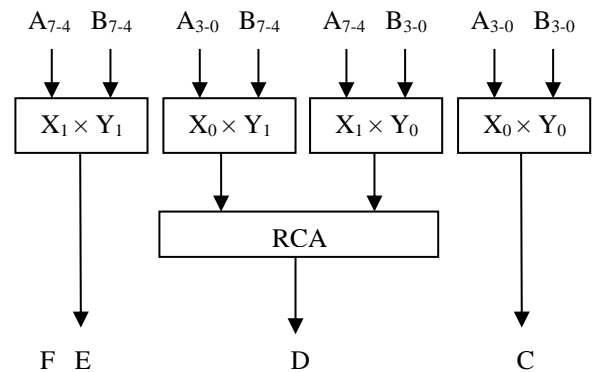 A₇₋₄ B₇₋₄ A₃₋₀ B₇₋₄ A₇₋₄ B₃₋₀ A₃₋₀ B₃₋₀
X₁ × Y₁ X₀ × Y₁ X₁ × Y₀ X₀ × Y₀
RCA
F E D C